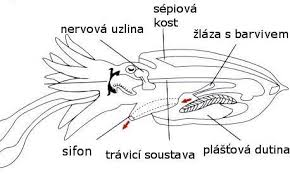 sépiová
kost
nervová uzlina
žláza s barvivem
sifon
trávicí soustava
plášťová dutina